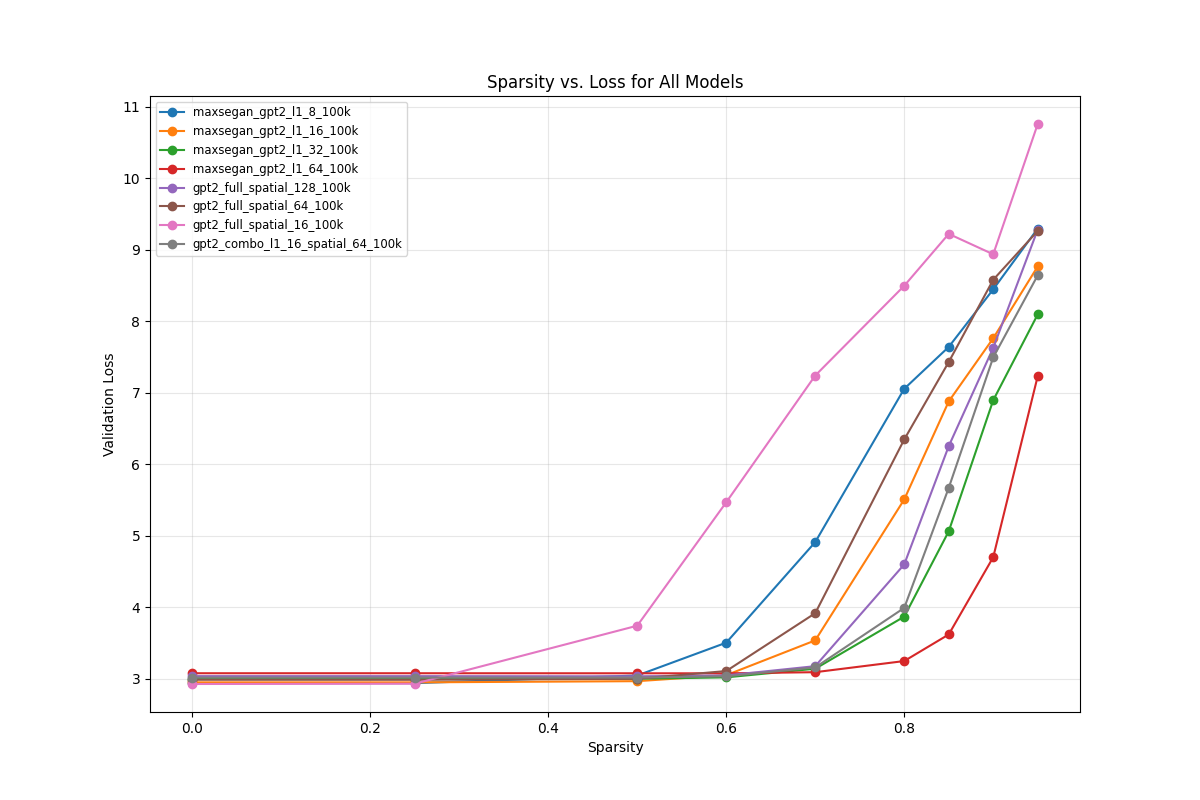 Sparsity vs. Loss for All Models
maxsegan_gpt2_l1_8_100k
maxsegan_gpt2_l1_16_100k
maxsegan_gpt2_l1_32_100k
maxsegan_gpt2_l1_64_100k
gpt2_full_spatial_128_100k
gpt2_full_spatial_64_100k
gpt2_full_spatial_16_100k
gpt2_combo_l1_16_spatial_64_100k
Validation Loss
11
10
9
8
7
6
5
4
3
0.0 0.2 0.4 0.6 0.8
Sparsity